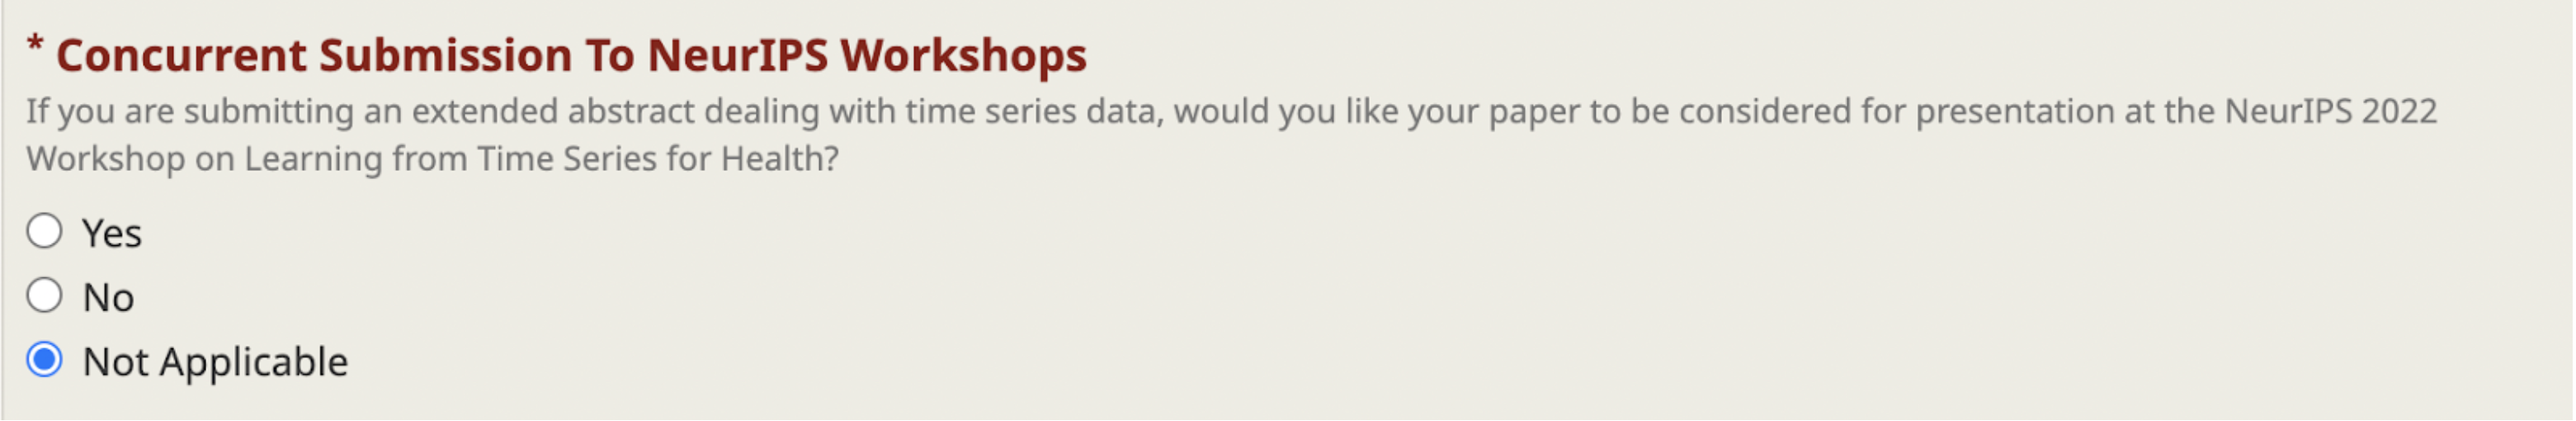 * Concurrent Submission To NeurIPS Workshops
If you are submitting an extended abstract dealing with time series data, would you like your paper to be considered for presentation at the NeurIPS 2022
Workshop on Learning from Time Series for Health?
Yes
No
Not Applicable